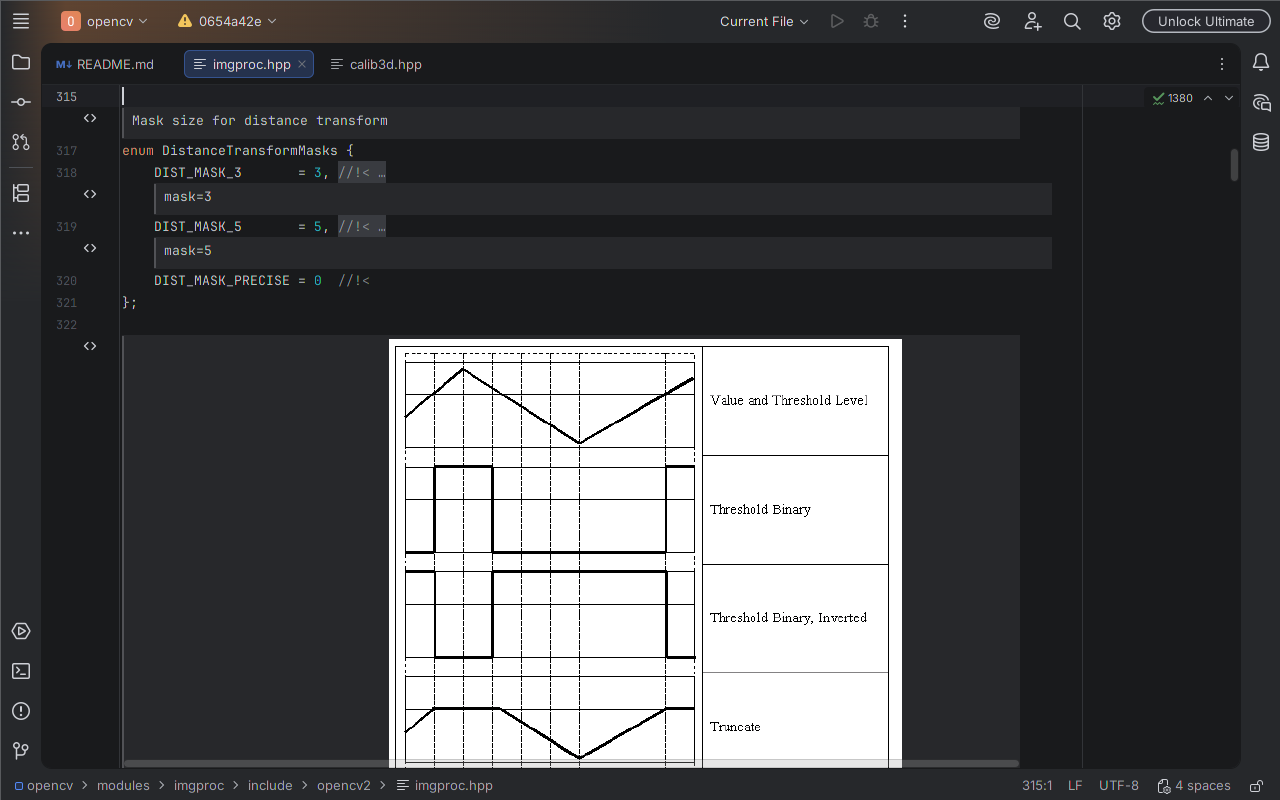 opencv
0654a42e
Current File
Unlock Ultimate
M↓ README.md
imgproc.hpp
calib3d.hpp
315
1380
Mask size for distance transform
317 enum DistanceTransformMasks {
318 DIST_MASK_3 = 3, //!< …
mask=3
319 DIST_MASK_5 = 5, //!< …
mask=5
320 DIST_MASK_PRECISE = 0 //!<
321 };
322
Value and Threshold Level
Threshold Binary
Threshold Binary, Inverted
Truncate
opencv > modules > imgproc > include > opencv2 > imgproc.hpp
315:1 LF UTF-8 4 spaces